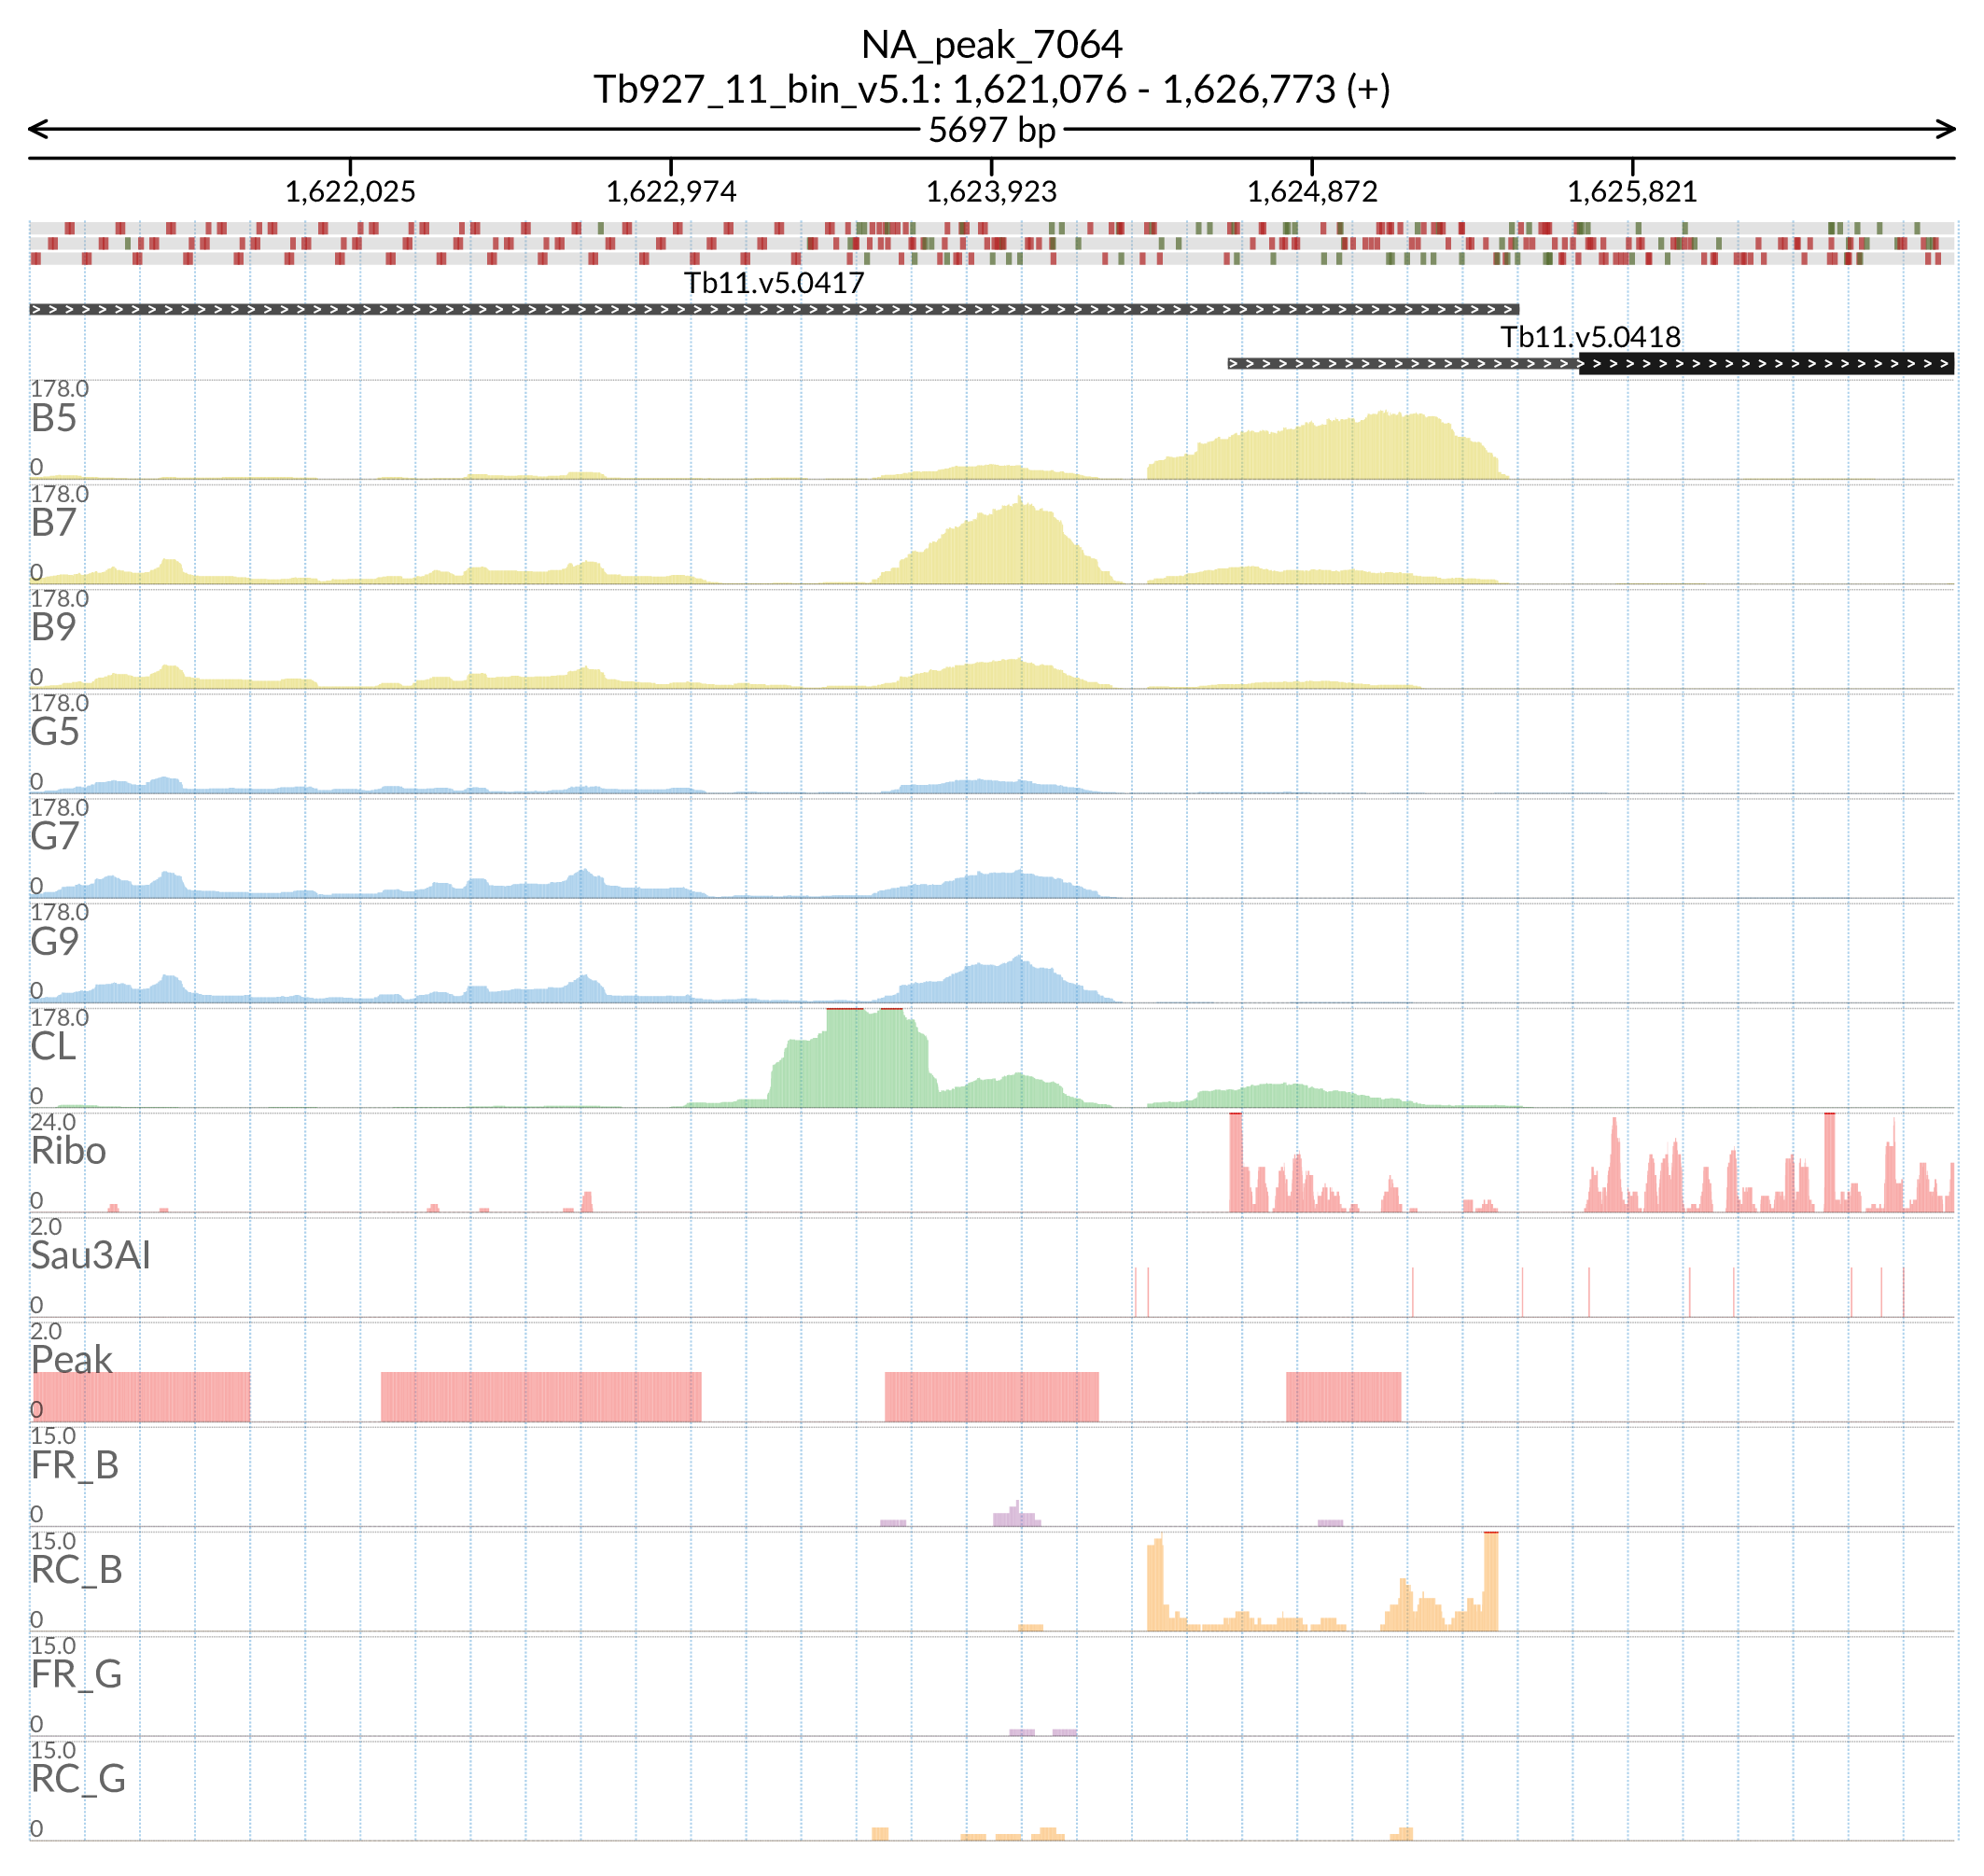 NA_peak_7064
Tb927_11_bin_v5.1: 1,621,076 - 1,626,773 (+)
5697 bp
1,622,025 1,622,974 1,623,923 1,624,872 1,625,821
Tb11.v5.0417
Tb11.v5.0418
178.0
B5
0
178.0
B7
0
178.0
B9
0
178.0
G5
0
178.0
G7
0
178.0
G9
0
178.0
CL
0
24.0
Ribo
0
2.0
Sau3AI
0
2.0
Peak
0
15.0
FR_B
0
15.0
RC_B
0
15.0
FR_G
0
15.0
RC_G
0